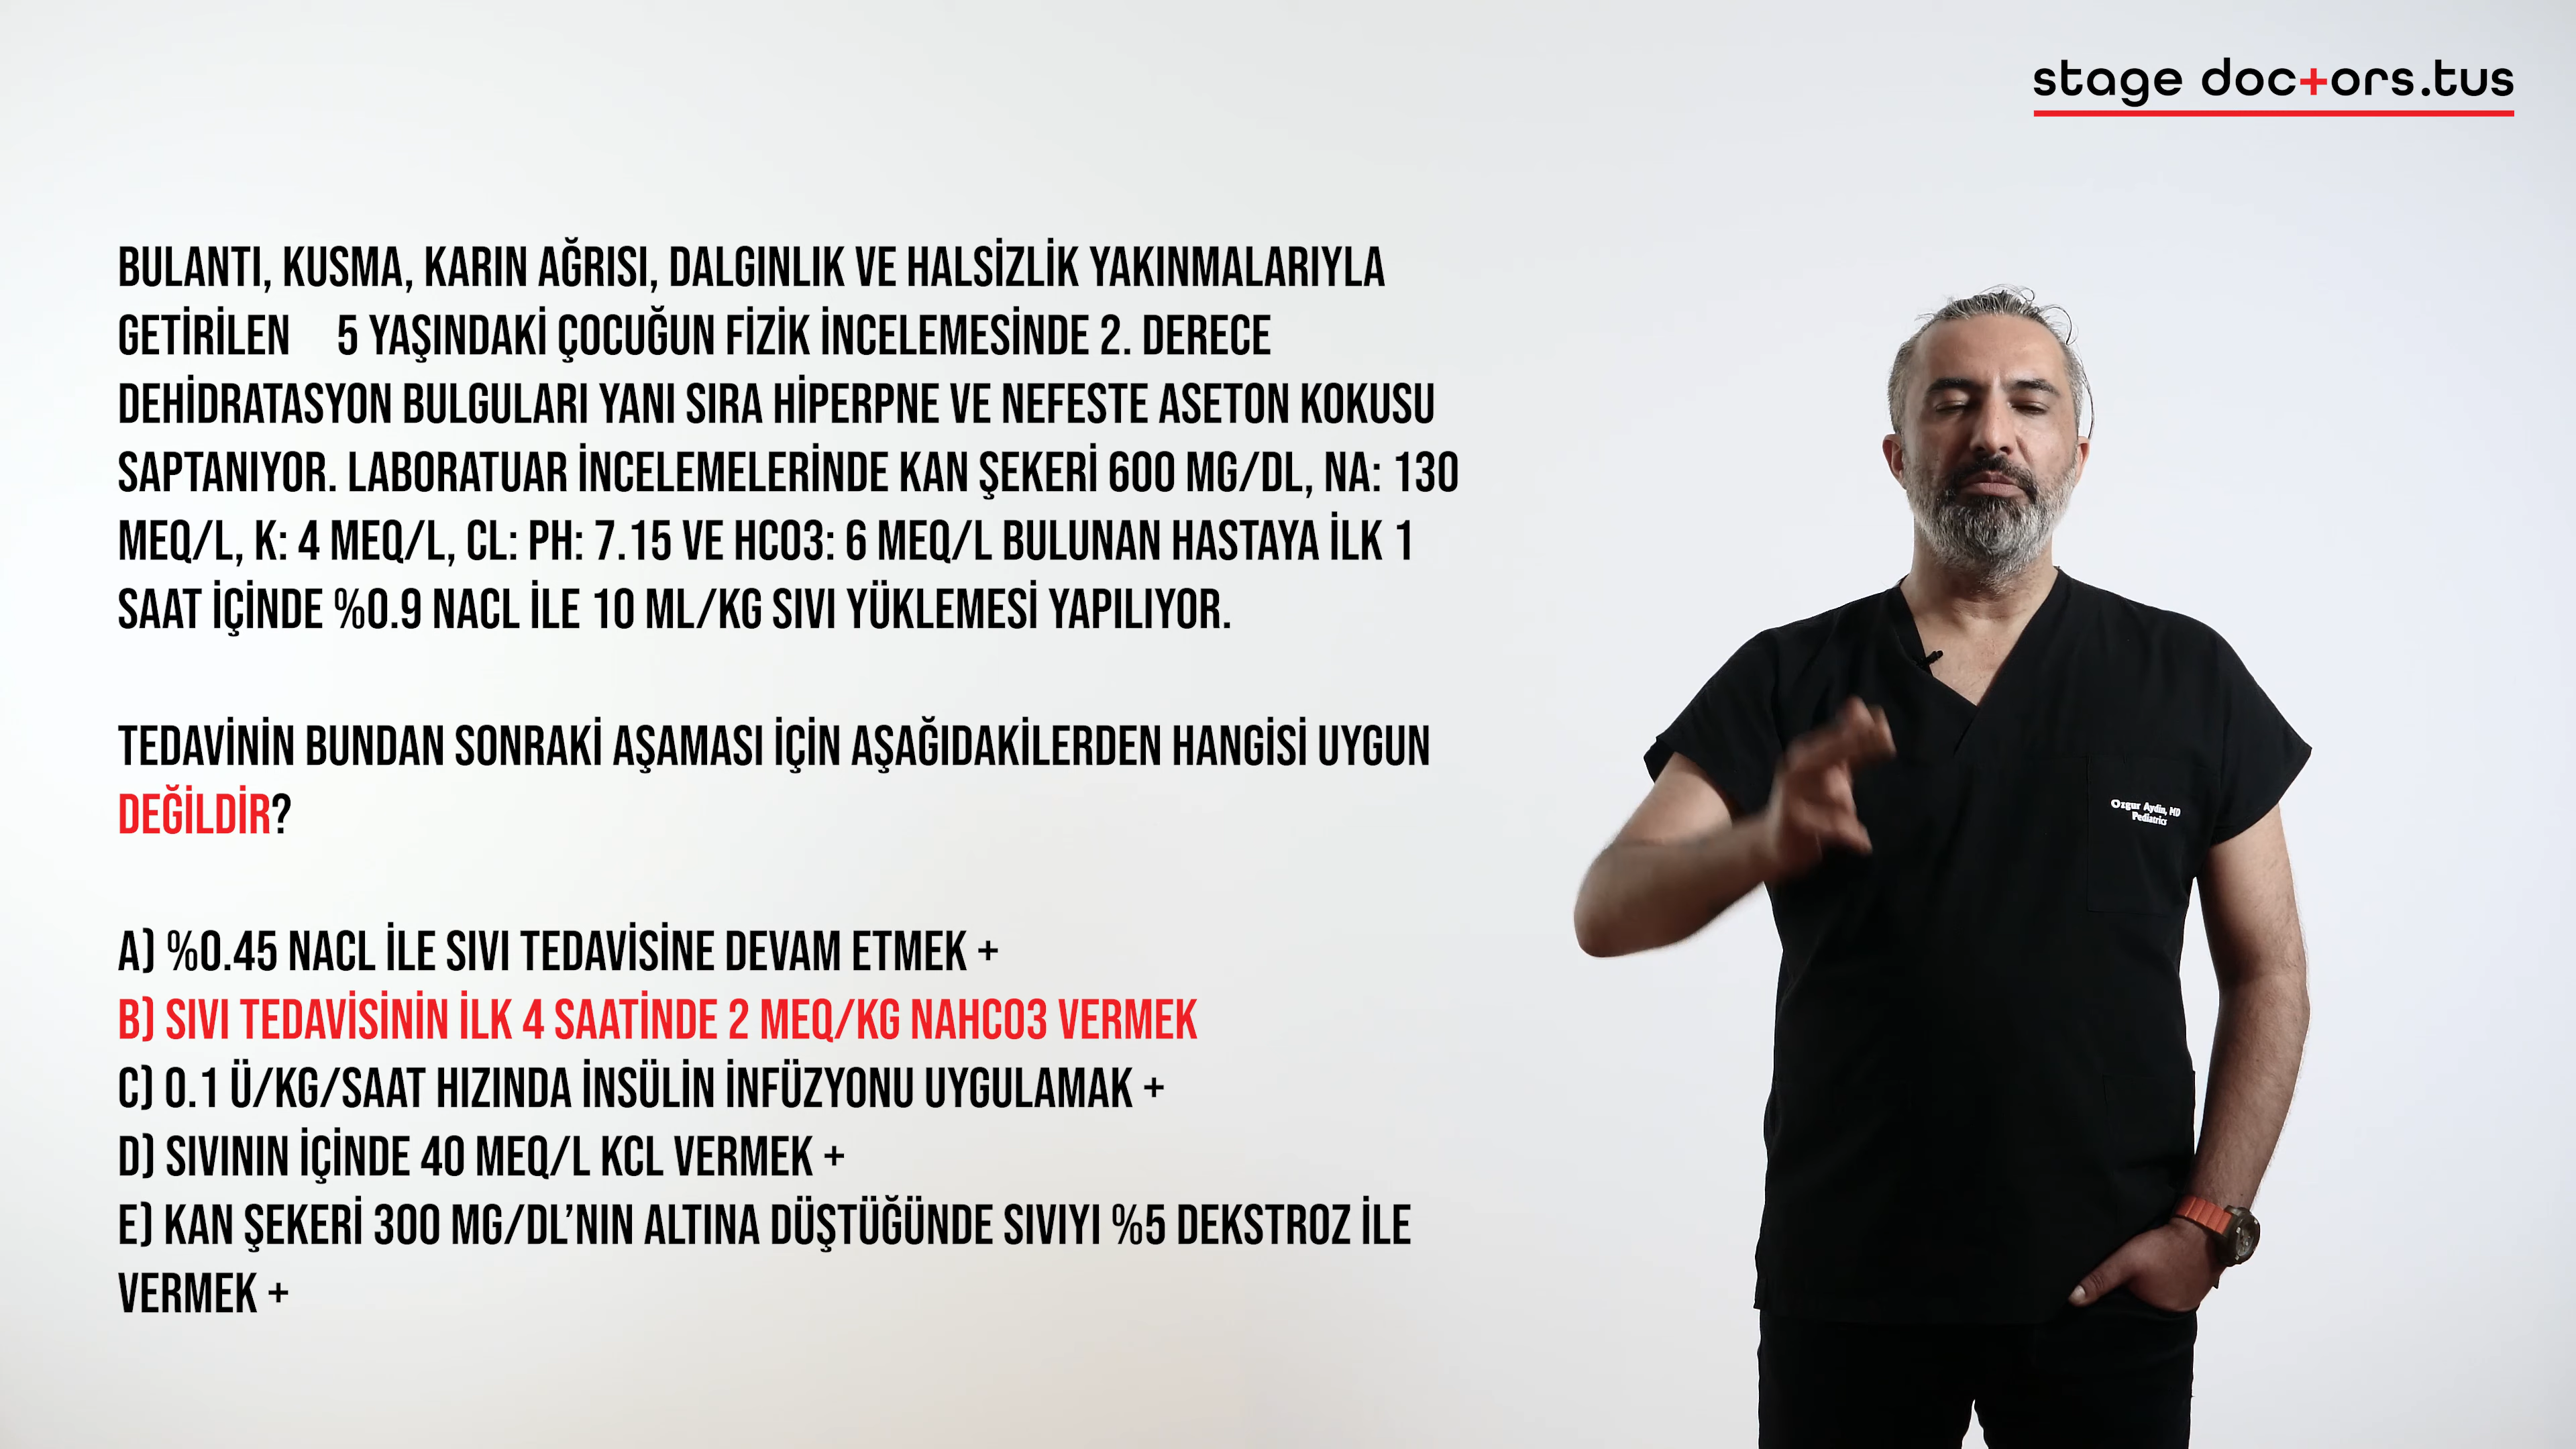 stage doctors.tus
BULANTI, KUSMA, KARIN AĞRISI, DALGINLIK VE HALSİZLİK YAKINMALARIYLA
GETİRİLEN 5 YAŞINDAKİ ÇOCUĞUN FİZİK İNCELEMESİNDE 2. DERECE
DEHİDRATASYON BULGULARI YANI SIRA HİPERPNE VE NEFESTE ASETON KOKUSU
SAPTANIYOR. LABORATUAR İNCELEMELERİNDE KAN ŞEKERİ 600 MG/DL, NA: 130
MEQ/L, K: 4 MEQ/L, CL: PH: 7.15 VE HCO3: 6 MEQ/L BULUNAN HASTAYA İLK 1
SAAT İÇİNDE %0.9 NACL İLE 10 ML/KG SIVI YÜKLEMESİ YAPILIYOR.
TEDAVİNİN BUNDAN SONRAKİ AŞAMASI İÇİN AŞAĞIDAKİLERDEN HANGİSİ UYGUN
DEĞİLDİR?
A) %0.45 NACL İLE SIVI TEDAVİSİNE DEVAM ETMEK +
B) SIVI TEDAVİSİNİN İLK 4 SAATİNDE 2 MEQ/KG NAHCO3 VERMEK
C) 0.1 Ü/KG/SAAT HIZINDA İNSÜLİN İNFÜZYONU UYGULAMAK +
D) SIVININ İÇİNDE 40 MEQ/L KCL VERMEK +
E) KAN ŞEKERİ 300 MG/DL'NIN ALTINA DÜŞTÜĞÜNDE SIVIYI %5 DEKSTROZ İLE
VERMEK +
Ozgur Aydin, MD
Pediatrics